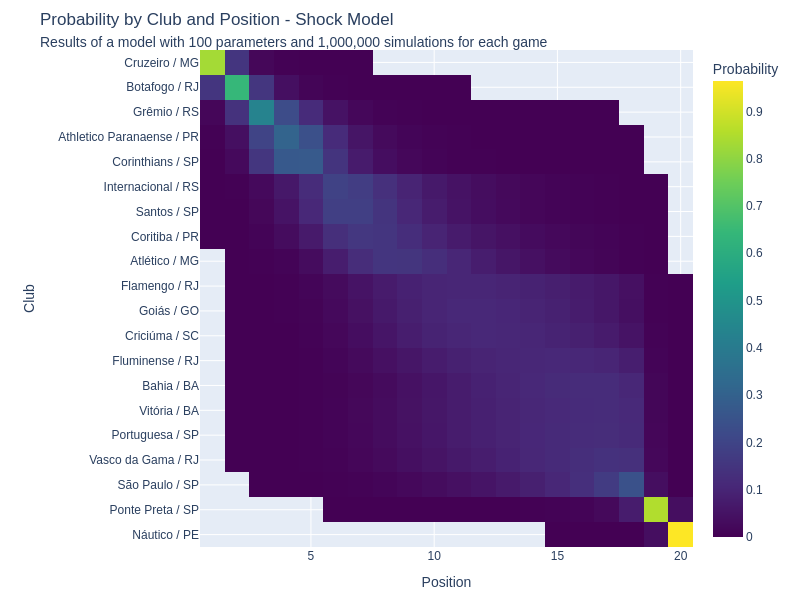 Probability by Club and Position - Shock Model
Results of a model with 100 parameters and 1,000,000 simulations for each game
Probability
Club
Cruzeiro / MG
Botafogo / RJ
Grêmio / RS
Athletico Paranaense / PR
Corinthians / SP
Internacional / RS
Santos / SP
Coritiba / PR
Atlético / MG
Flamengo / RJ
Goiás / GO
Criciúma / SC
Fluminense / RJ
Bahia / BA
Vitória / BA
Portuguesa / SP
Vasco da Gama / RJ
São Paulo / SP
Ponte Preta / SP
Náutico / PE
0.9
0.8
0.7
0.6
0.5
0.4
0.3
0.2
0.1
0
5 10 15 20
Position